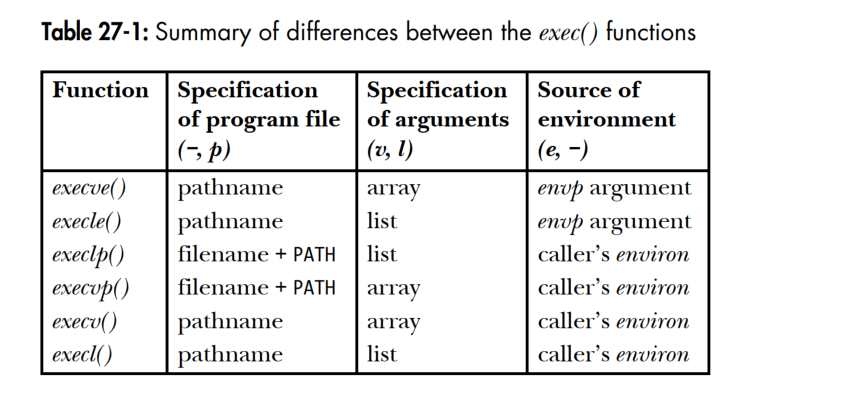 Table 27-1: Summary of differences between the exec() functions
Function Specification of program file (-, p) Specification of arguments (v, l) Source of environment (e, -)
execve() pathname array envp argument
execle() pathname list envp argument
execlp() filename + PATH list caller's environ
execvp() filename + PATH array caller's environ
execv() pathname array caller's environ
execl() pathname list caller's environ